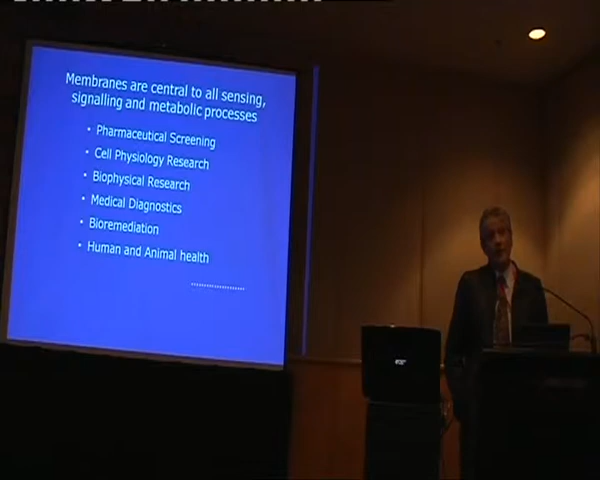 Membranes are central to all sensing,
signalling and metabolic processes
• Pharmaceutical Screening
• Cell Physiology Research
• Biophysical Research
• Medical Diagnostics
• Bioremediation
• Human and Animal health
......................
acer